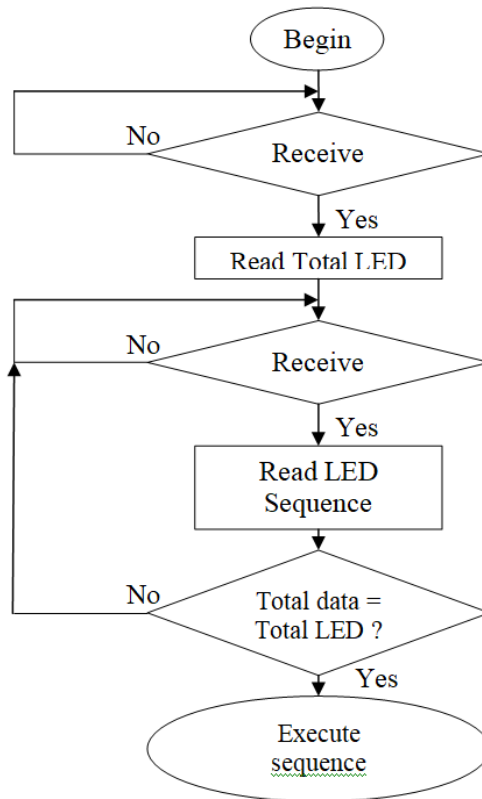 Begin
No
Receive
Yes
Read Total LED
No
Receive
Yes
Read LED
Sequence
No
Total data =
Total LED ?
Yes
Execute
sequence